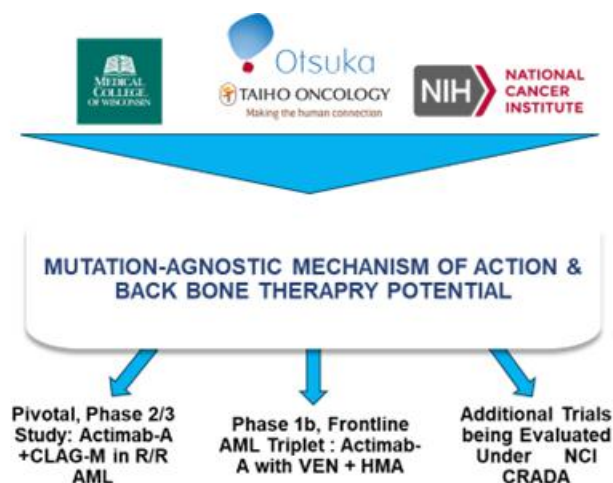 MEDICAL
COLLEGE
OF WISCONSIN
Otsuka
TAIHO ONCOLOGY
Making the human connection
NIH
NATIONAL
CANCER
INSTITUTE
MUTATION-AGNOSTIC MECHANISM OF ACTION &
BACK BONE THERAPRY POTENTIAL
Pivotal, Phase 2/3
Study: Actimab-A
+CLAG-M in R/R
AML
Phase 1b, Frontline
AML Triplet : Actimab-
A with VEN + HMA
Additional Trials
being Evaluated
Under NCI
CRADA